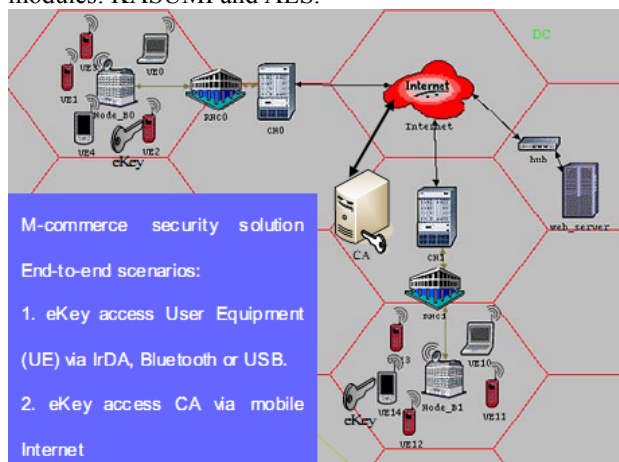 modules: KASUMI and AES.
DC
UE3
UE0
UE1
Node_B0
RNC0
CN0
Internet
Internet
UE4
UE2
eKey
hub
web_server
CA
CN1
M-commerce security solution
End-to-end scenarios:
1. eKey access User Equipment
(UE) via IrDA, Bluetooth or USB.
2. eKey access CA via mobile
Internet
RNC1
UE10
eKey
UE14
Node_B1
UE11
UE12